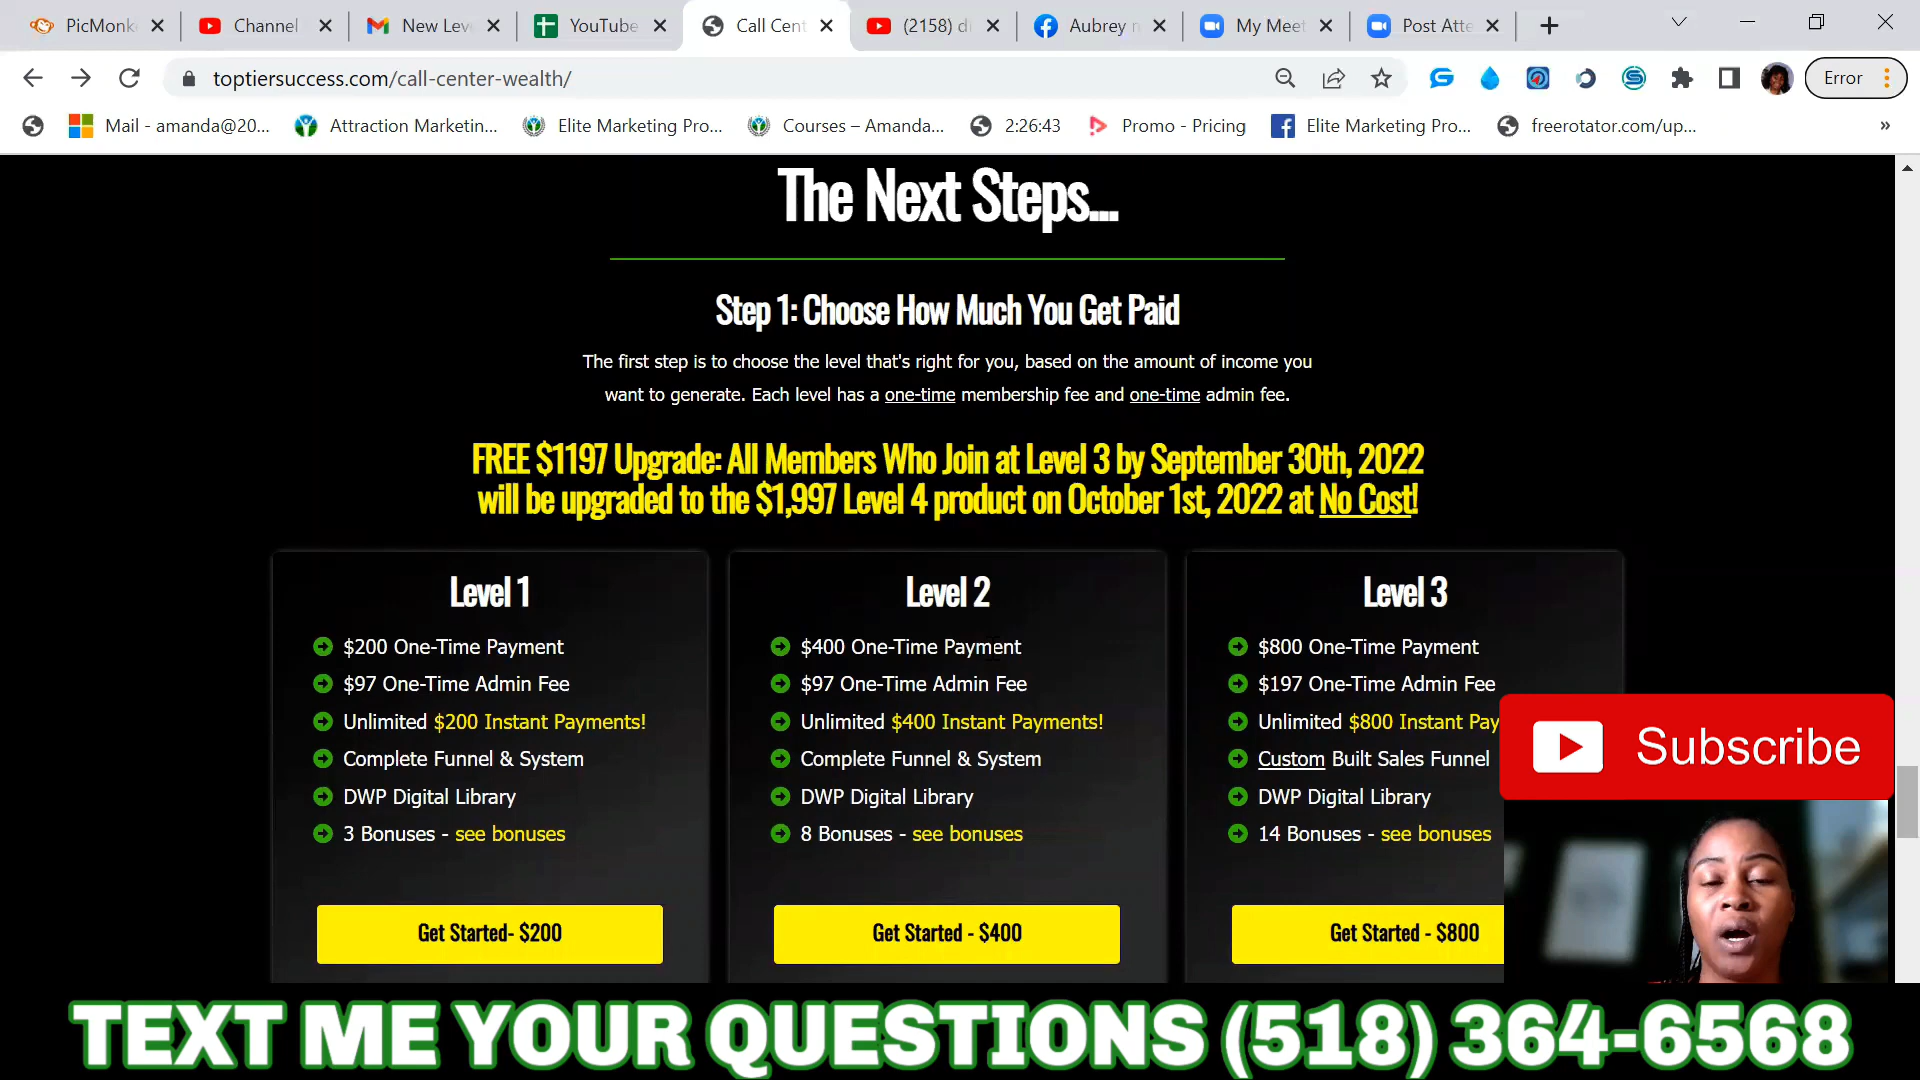 PicMonk
Channel
New Lev
YouTube
Call Cent
(2158) di
Aubrey n
My Meet
Post Atte
toptiersuccess.com/call-center-wealth/
Error
Mail - amanda@20...
Attraction Marketin...
Elite Marketing Pro...
Courses – Amanda...
2:26:43
Promo - Pricing
Elite Marketing Pro...
freerotator.com/up...
The Next Steps...
Step 1: Choose How Much You Get Paid
The first step is to choose the level that's right for you, based on the amount of income you
want to generate. Each level has a one-time membership fee and one-time admin fee.
FREE $1197 Upgrade: All Members Who Join at Level 3 by September 30th, 2022
will be upgraded to the $1,997 Level 4 product on October 1st, 2022 at No Cost!
Level 1
$200 One-Time Payment
$97 One-Time Admin Fee
Unlimited $200 Instant Payments!
Complete Funnel & System
DWP Digital Library
3 Bonuses - see bonuses
Get Started- $200
Level 2
$400 One-Time Payment
$97 One-Time Admin Fee
Unlimited $400 Instant Payments!
Complete Funnel & System
DWP Digital Library
8 Bonuses - see bonuses
Get Started - $400
Level 3
$800 One-Time Payment
$197 One-Time Admin Fee
Unlimited $800 Instant Pay
Custom Built Sales Funnel
DWP Digital Library
14 Bonuses - see bonuses
Get Started - $800
Subscribe
TEXT ME YOUR QUESTIONS (518) 364-6568